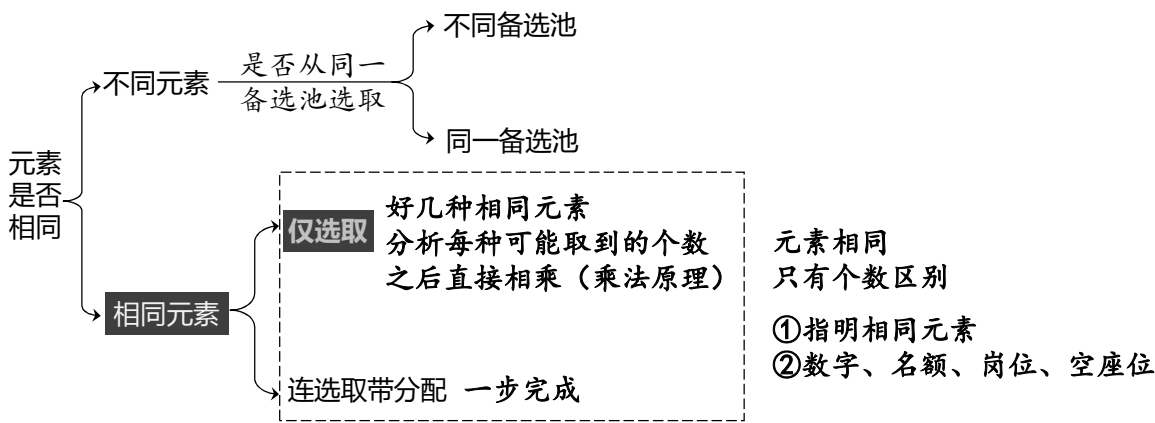 不同备选池
不同元素
是否从同一
备选池选取
同一备选池
元素
是否
相同
仅选取
好几种相同元素
分析每种可能取到的个数
之后直接相乘（乘法原理）
元素相同
只有个数区别
相同元素
①指明相同元素
②数字、名额、岗位、空座位
连选取带分配 一步完成